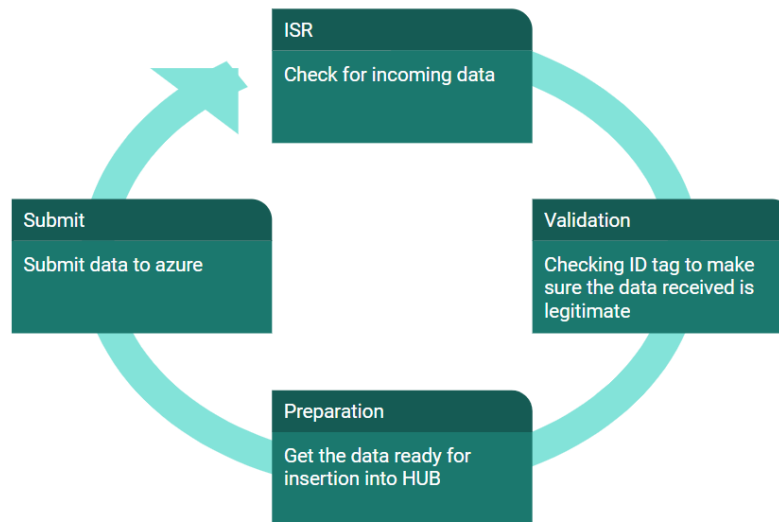 ISR
Check for incoming data
Submit
Submit data to azure
Validation
Checking ID tag to make
sure the data received is
legitimate
Preparation
Get the data ready for
insertion into HUB